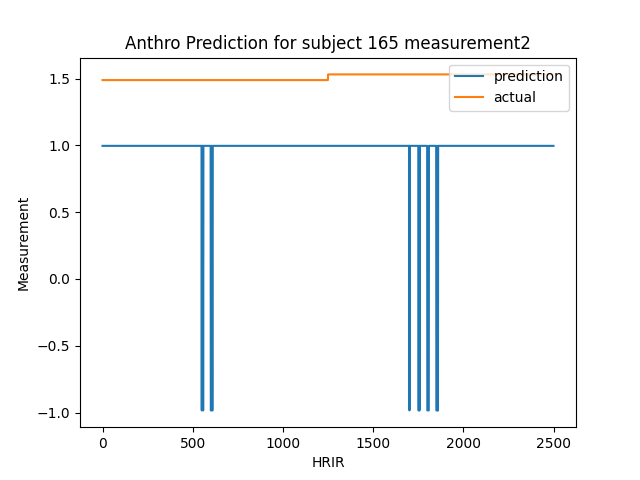 Anthro Prediction for subject 165 measurement2
prediction
actual
1.5
1.0
0.5
0.0
−0.5
−1.0
Measurement
0 500 1000 1500 2000 2500
HRIR